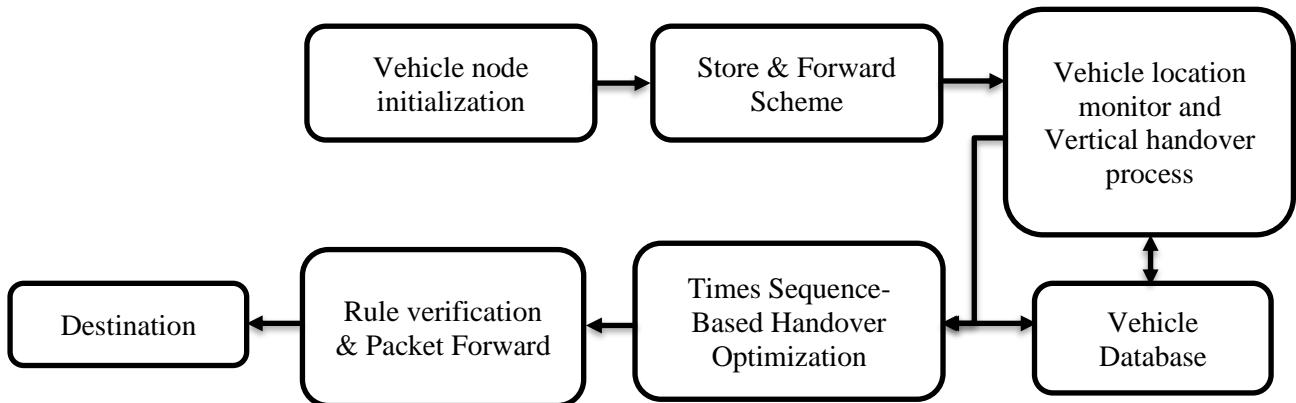 Vehicle node
initialization
Store & Forward
Scheme
Vehicle location
monitor and
Vertical handover
process
Destination
Rule verification
& Packet Forward
Times Sequence-
Based Handover
Optimization
Vehicle
Database